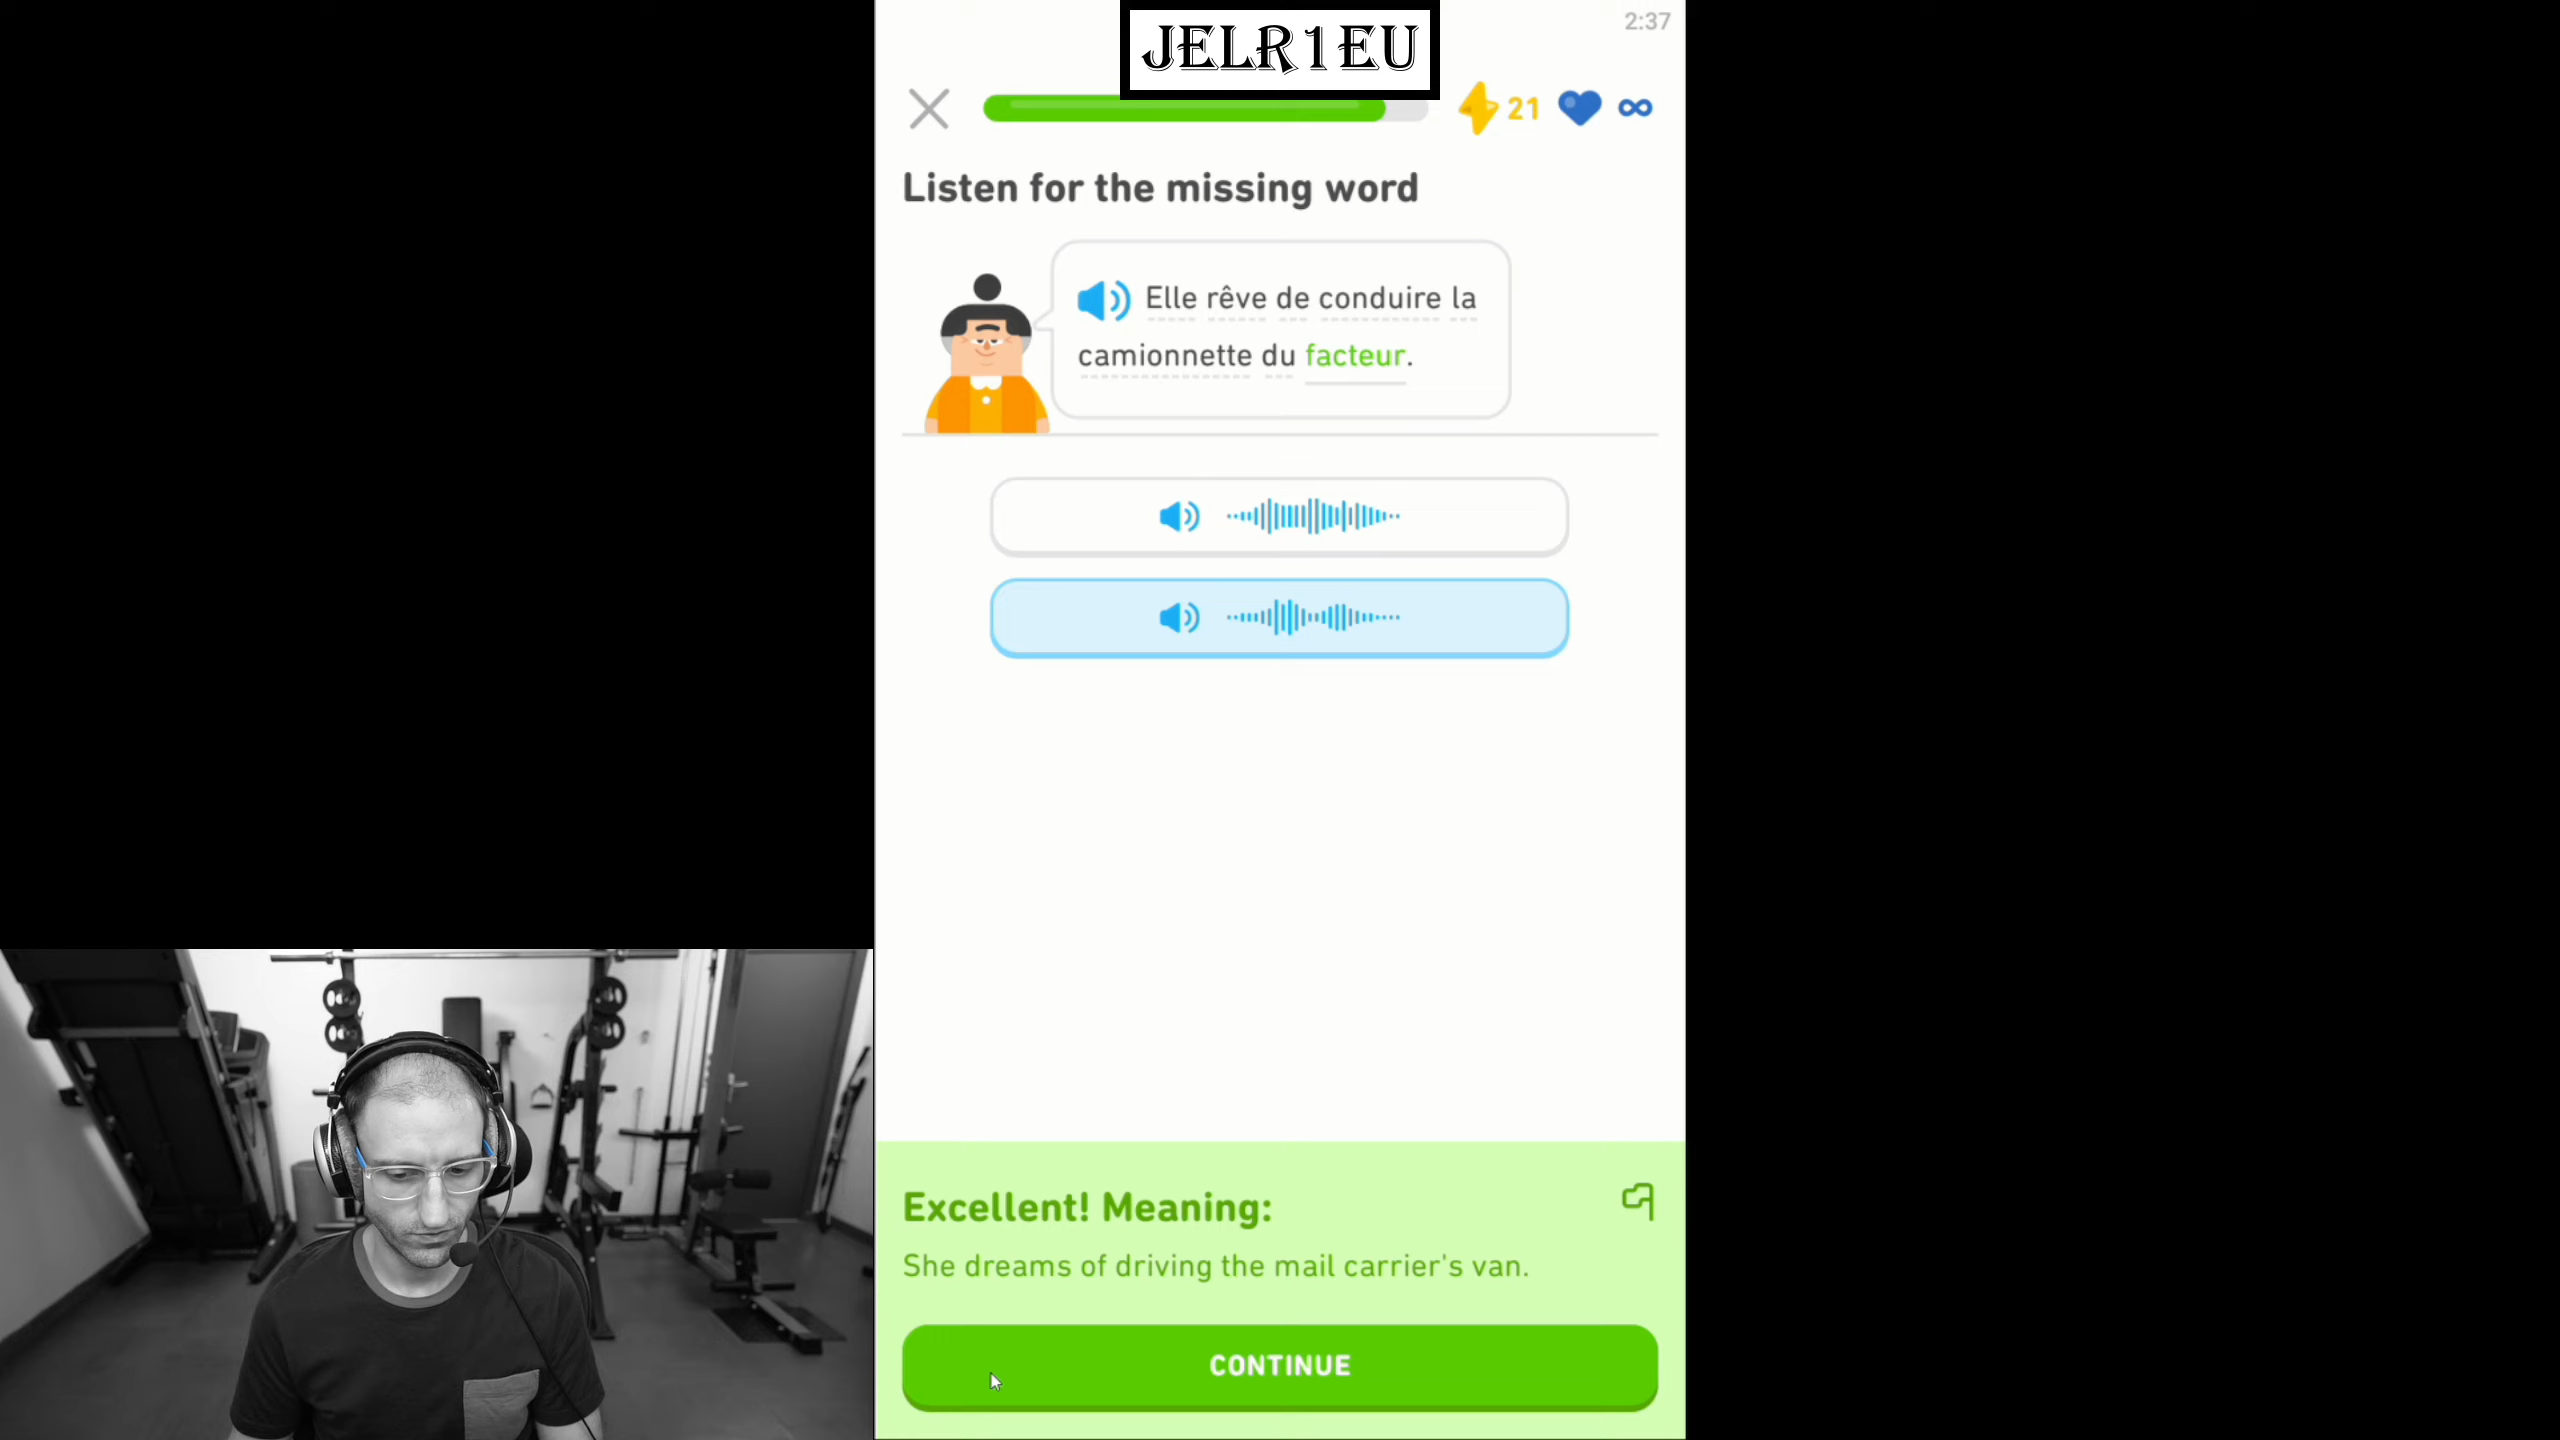 JELR1EU
2:37
21
Listen for the missing word
Elle rêve de conduire la
camionnette du facteur.
Excellent! Meaning:
She dreams of driving the mail carrier's van.
CONTINUE